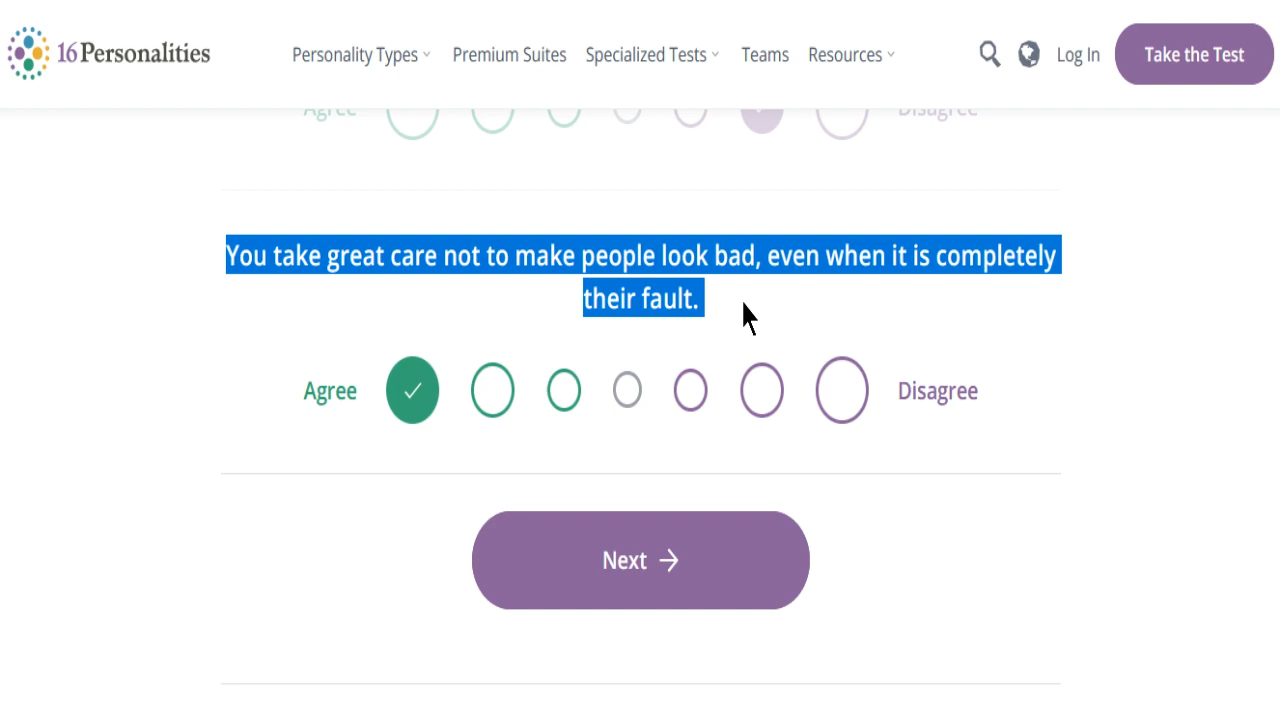 16Personalities
Personality Types Premium Suites Specialized Tests Teams Resources Log In Take the Test
Agree Disagree
You take great care not to make people look bad, even when it is completely
their fault.
Agree Disagree
Next